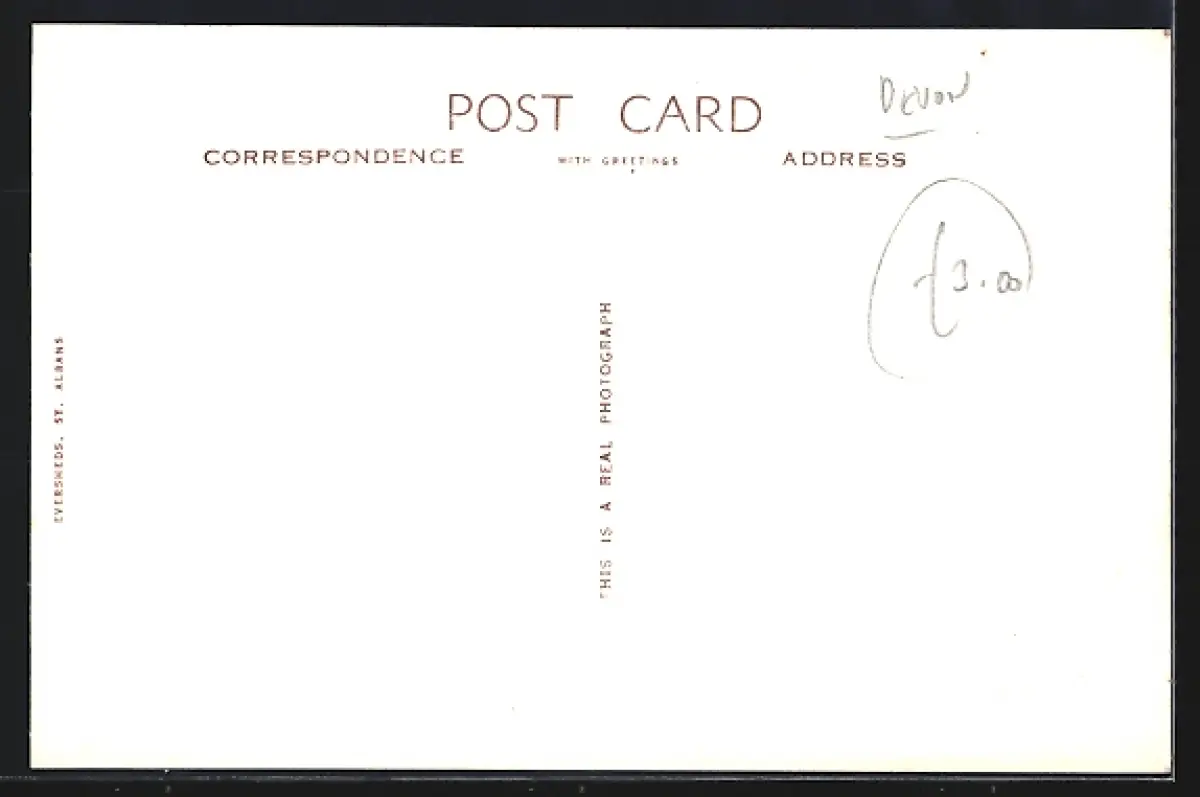 POST CARD
DEVON
CORRESPONDENCE
WITH GREETINGS
ADDRESS
£3.00
THIS IS A REAL PHOTOGRAPH
EVERSHEDS, ST. ALBANS